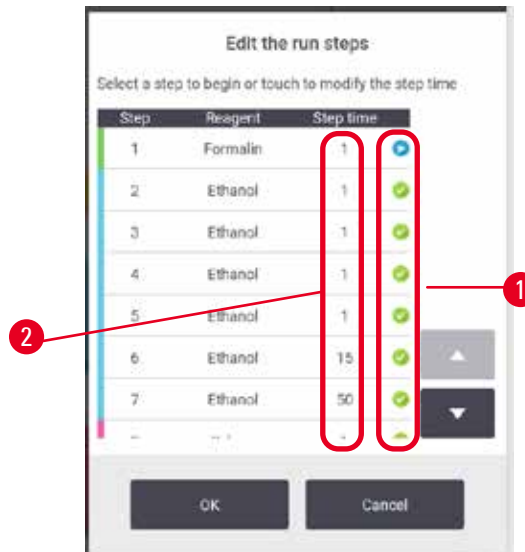 Edit the run steps
Select a step to begin or touch to modify the step time
Step Reagent Step time
1 Formalin 1
2 Ethanol 1
3 Ethanol 1
4 Ethanol 1
5 Ethanol 1
6 Ethanol 15
7 Ethanol 50
OK Cancel
1
2